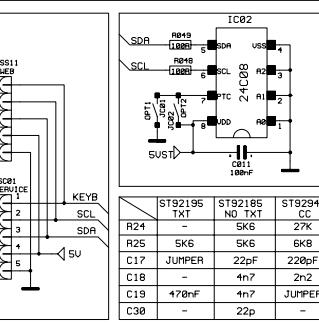 IC02
SS11
WEB
SDA
R049
100R
5
SDA
VSS
4
SCL
R048
100R
6
SCL
A2
3
24C08
7
PTC
A1
2
OPT1
JC01
JC02
OPT2
8
VDD
A0
1
5VST
C011
100nF
SC01
SERVICE
1
KEYB
2
SCL
3
SDA
4
5V
5
ST92195 ST92185 ST9294
TXT NO TXT CC
R24 - 5K6 27K
R25 5K6 5K6 6K8
C17 JUMPER 22pF 220pF
C18 - 4n7 2n2
C19 470nF 4n7 JUMPER
C30 - 22p -